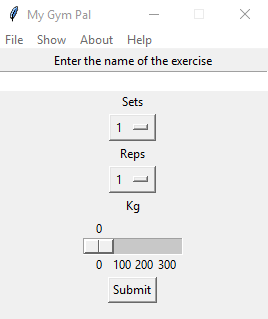 My Gym Pal
File Show About Help
Enter the name of the exercise
Sets
1
Reps
1
Kg
0
0 100 200 300
Submit